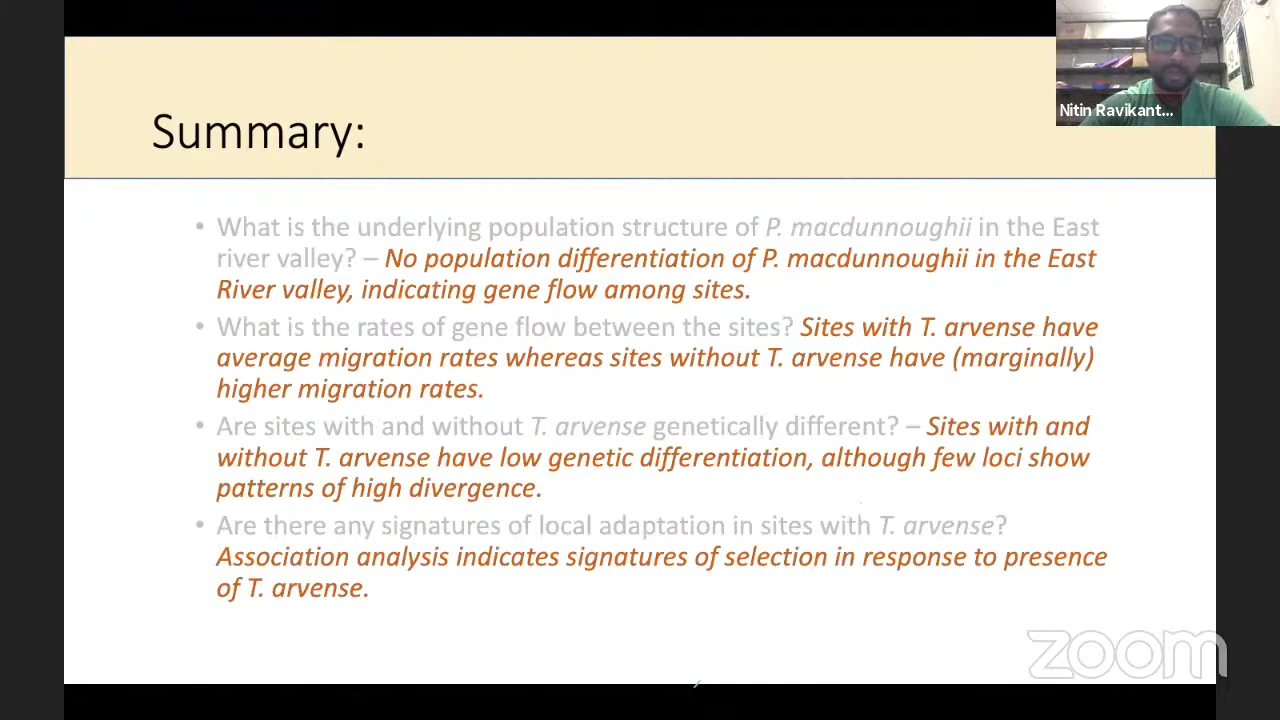 Nitin Ravikant...
Summary:
• What is the underlying population structure of P. macdunnoughii in the East
river valley? – No population differentiation of P. macdunnoughii in the East
River valley, indicating gene flow among sites.
• What is the rates of gene flow between the sites? Sites with T. arvense have
average migration rates whereas sites without T. arvense have (marginally)
higher migration rates.
• Are sites with and without T. arvense genetically different? – Sites with and
without T. arvense have low genetic differentiation, although few loci show
patterns of high divergence.
• Are there any signatures of local adaptation in sites with T. arvense?
Association analysis indicates signatures of selection in response to presence
of T. arvense.
zoom